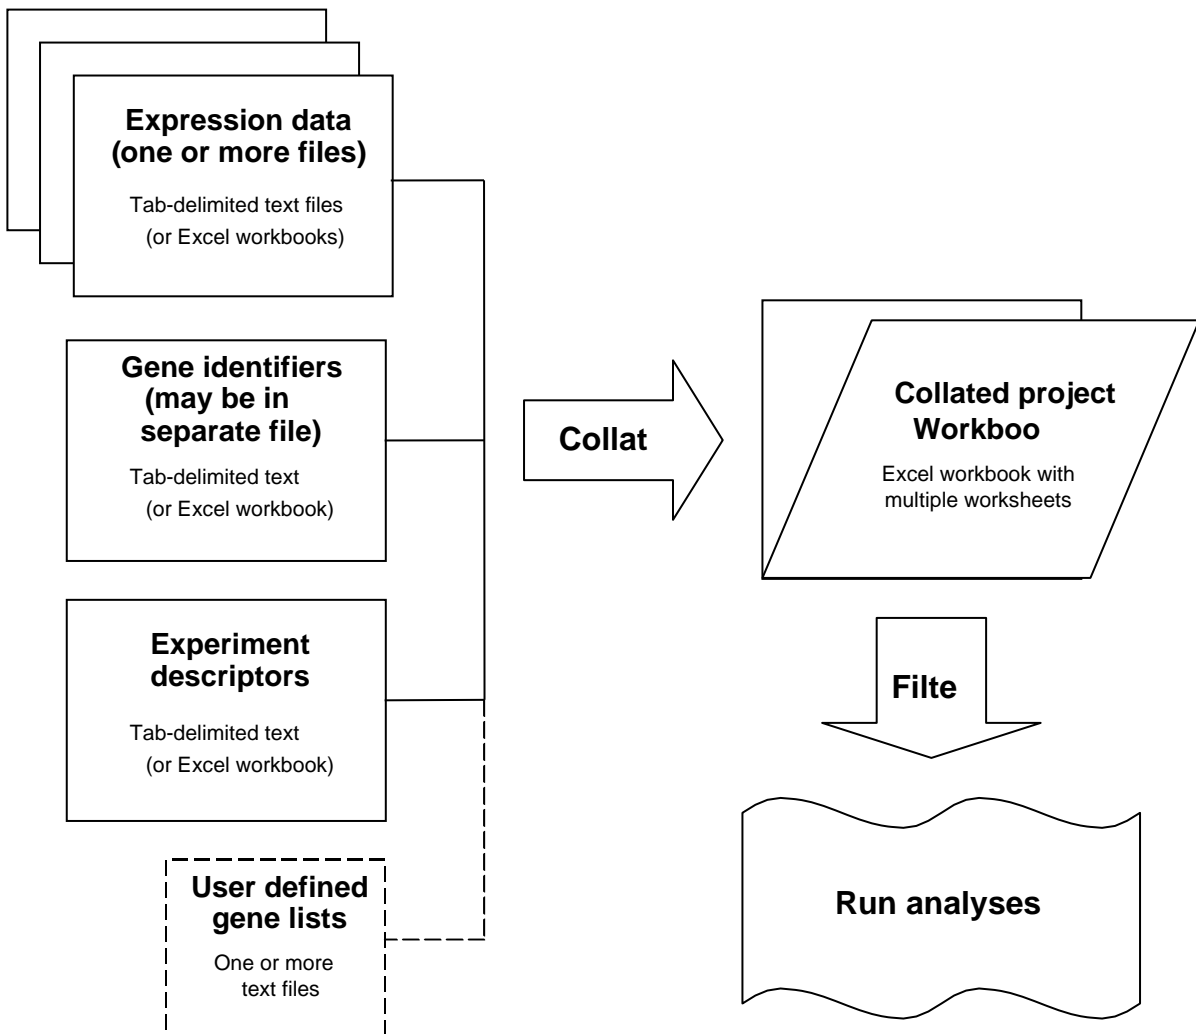 Expression data
(one or more files)
Tab-delimited text files
(or Excel workbooks)
Gene identifiers
(may be in
separate file)
Tab-delimited text
(or Excel workbook)
Experiment
descriptors
Tab-delimited text
(or Excel workbook)
User defined
gene lists
One or more
text files
Collat
Collated project
Workboo
Excel workbook with
multiple worksheets
Filte
Run analyses